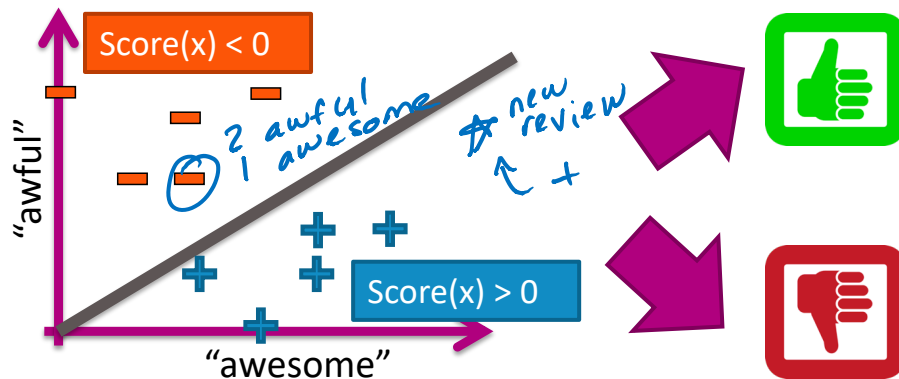 Score(x) < 0
2 awful
1 awesome
new
review
+
“awful”
Score(x) > 0
“awesome”